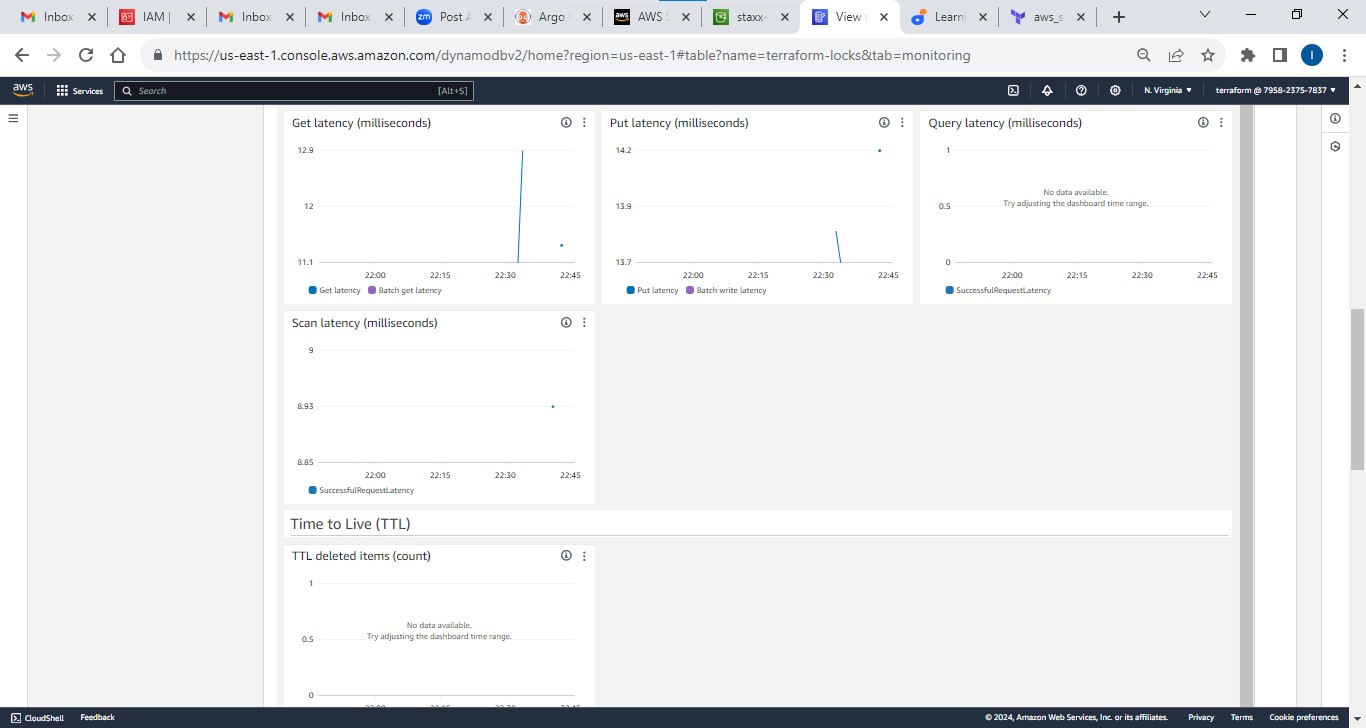 Inbox
IAM |
Inbox
Inbox
zm Post A
Argo
aws AWS S
staxx-
View
Learni
aws_s
https://us-east-1.console.aws.amazon.com/dynamodbv2/home?region=us-east-1#table?name=terraform-locks&tab=monitoring
I
aws
Services
Search
[Alt+S]
N. Virginia
terraform @ 7958-2375-7837
Get latency (milliseconds)
12.9
12
11.1
22:00 22:15 22:30 22:45
Get latency Batch get latency
Put latency (milliseconds)
14.2
13.9
13.7
22:00 22:15 22:30 22:45
Put latency Batch write latency
Query latency (milliseconds)
1
No data available.
Try adjusting the dashboard time range.
0.5
0
22:00 22:15 22:30 22:45
SuccessfulRequestLatency
Scan latency (milliseconds)
9
8.93
8.85
22:00 22:15 22:30 22:45
SuccessfulRequestLatency
Time to Live (TTL)
TTL deleted items (count)
1
No data available.
Try adjusting the dashboard time range.
0.5
0
CloudShell Feedback
© 2024, Amazon Web Services, Inc. or its affiliates. Privacy Terms Cookie preferences